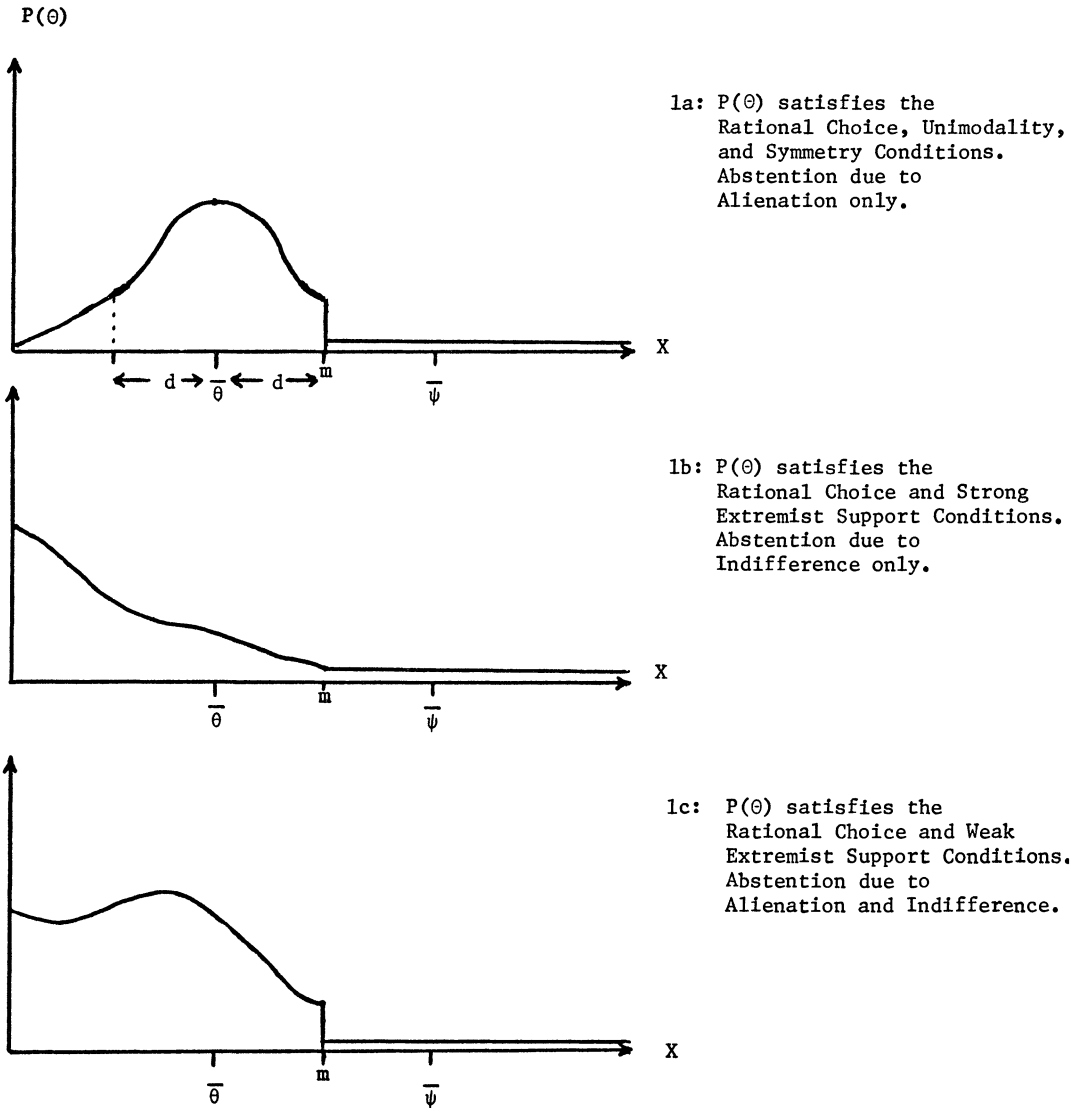 P(Θ)
1a: P(Θ) satisfies the
Rational Choice, Unimodality,
and Symmetry Conditions.
Abstention due to
Alienation only.
X
d θ̄ d m ψ̄
1b: P(Θ) satisfies the
Rational Choice and Strong
Extremist Support Conditions.
Abstention due to
Indifference only.
X
θ̄ m ψ̄
1c: P(Θ) satisfies the
Rational Choice and Weak
Extremist Support Conditions.
Abstention due to
Alienation and Indifference.
X
θ̄ m ψ̄